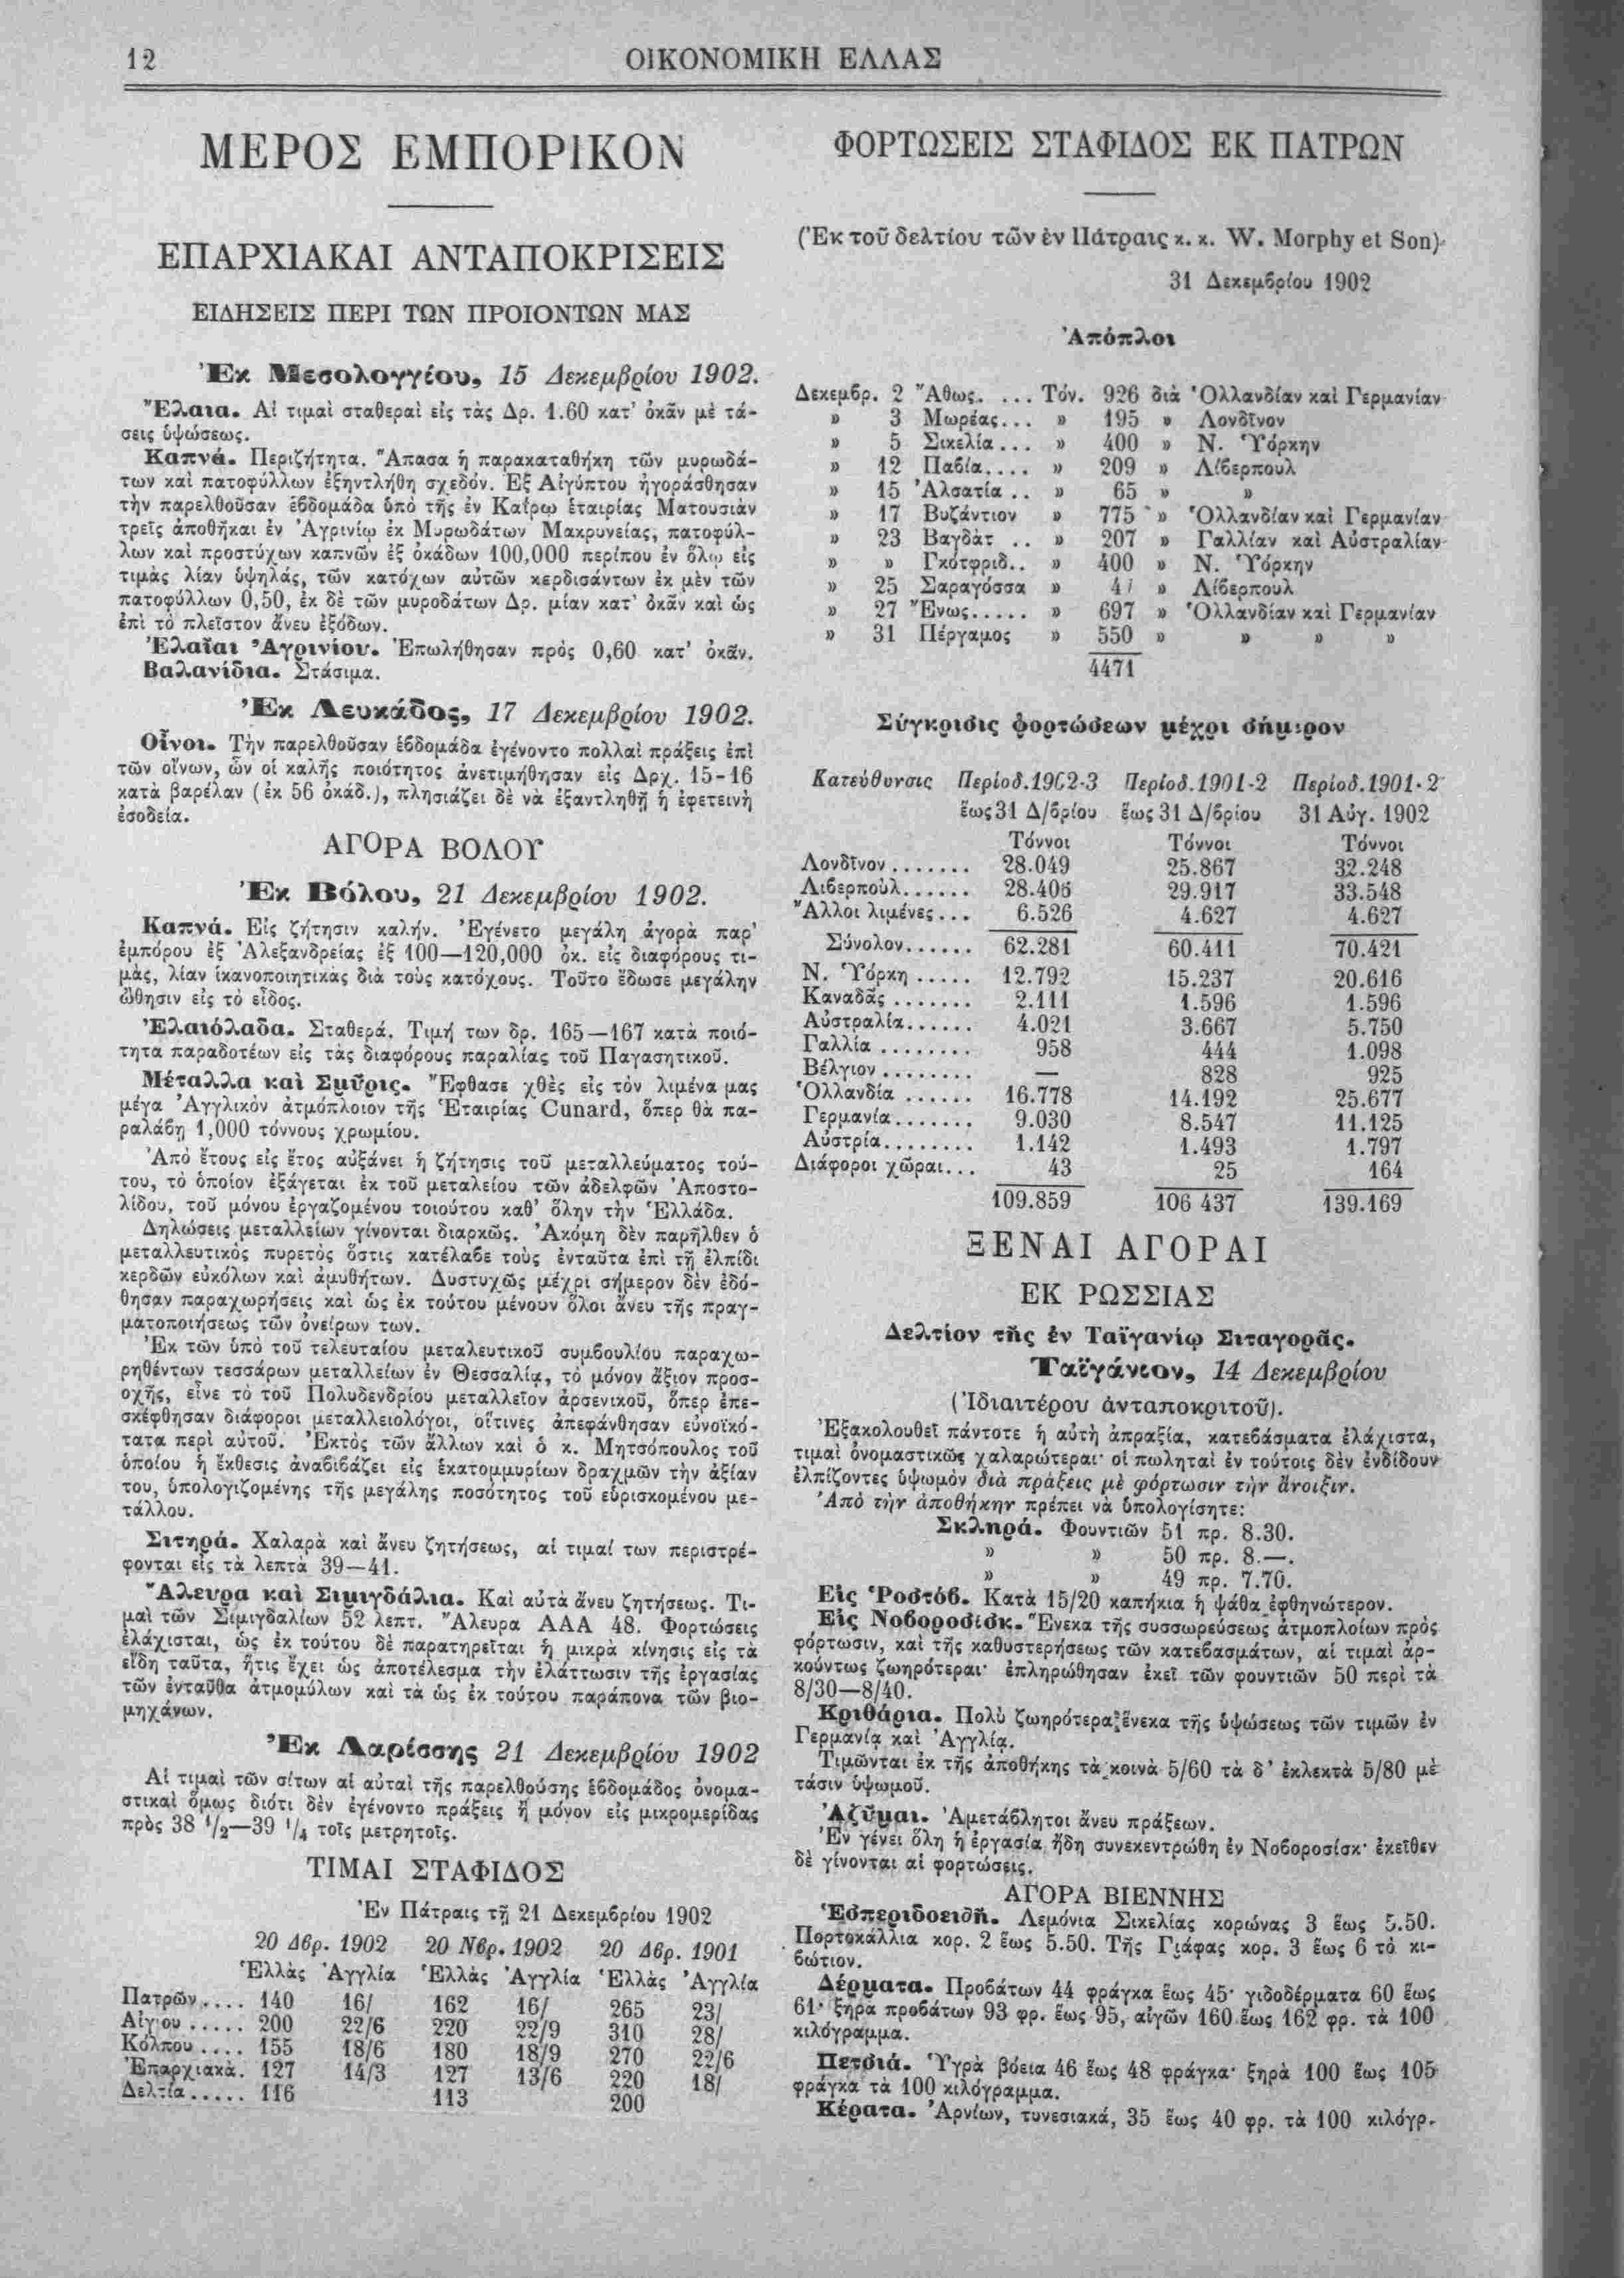 12 ΟΙΚΟΝΟΜΙΚΗ ΕΛΛΑΣ
ΜΕΡΟΣ ΕΜΠΟΡΙΚΟΝ
ΕΠΑΡΧΙΑΚΑΙ ΑΝΤΑΠΟΚΡΙΣΕΙΣ
ΕΙΔΗΣΕΙΣ ΠΕΡΙ ΤΩΝ ΠΡΟΙΟΝΤΩΝ ΜΑΣ
Ἐκ Μεσολογγίου, 15 Δεκεμβρίου 1902.
Ἔλαια. Αἱ τιμαὶ σταθεραὶ εἰς τὰς Δρ. 1.60 κατ' ὀκᾶν μὲ τά-
σεις ὑψώσεως.
Καπνά. Περιζήτητα. Ἅπασα ἡ παρακαταθήκη τῶν μυρωδά-
των καὶ πατοφύλλων ἐξηντλήθη σχεδόν. Ἐξ Αἰγύπτου ἠγοράσθησαν
τὴν παρελθοῦσαν ἑβδομάδα ὑπὸ τῆς ἐν Καΐρῳ ἑταιρίας Ματουσιὰν
τρεῖς ἀποθῆκαι ἐν Ἀγρινίῳ ἐκ Μυρωδάτων Μακρυνείας, πατοφύλ-
λων καὶ προστύχων καπνῶν ἐξ ὀκάδων 100,000 περίπου ἐν ὅλῳ εἰς
τιμὰς λίαν ὑψηλάς, τῶν κατόχων αὐτῶν κερδισάντων ἐκ μὲν τῶν
πατοφύλλων 0,50, ἐκ δὲ τῶν μυροδάτων Δρ. μίαν κατ' ὀκᾶν καὶ ὡς
ἐπὶ τὸ πλεῖστον ἄνευ ἐξόδων.
Ἐλαῖαι Ἀγρινίου. Ἐπωλήθησαν πρὸς 0,60 κατ' ὀκᾶν.
Βαλανίδια. Στάσιμα.
Ἐκ Λευκάδος, 17 Δεκεμβρίου 1902.
Οἶνοι. Τὴν παρελθοῦσαν ἑβδομάδα ἐγένοντο πολλαὶ πράξεις ἐπὶ
τῶν οἴνων, ὧν οἱ καλῆς ποιότητος ἀνετιμήθησαν εἰς Δρχ. 15-16
κατὰ βαρέλαν (ἐκ 56 ὀκάδ.), πλησιάζει δὲ νὰ ἐξαντληθῇ ἡ ἐφετεινὴ
ἐσοδεία.
ΑΓΟΡΑ ΒΟΛΟΥ
Ἐκ Βόλου, 21 Δεκεμβρίου 1902.
Καπνά. Εἰς ζήτησιν καλήν. Ἐγένετο μεγάλη ἀγορὰ παρ'
ἐμπόρου ἐξ Ἀλεξανδρείας ἐξ 100—120,000 ὀκ. εἰς διαφόρους τι-
μὰς, λίαν ἱκανοποιητικὰς διὰ τοὺς κατόχους. Τοῦτο ἔδωσε μεγάλην
ὤθησιν εἰς τὸ εἶδος.
Ἐλαιόλαδα. Σταθερά. Τιμή των δρ. 165—167 κατὰ ποιό-
τητα παραδοτέων εἰς τὰς διαφόρους παραλίας τοῦ Παγασητικοῦ.
Μέταλλα καὶ Σμῦρις. Ἔφθασε χθὲς εἰς τὸν λιμένα μας
μέγα Ἀγγλικὸν ἀτμόπλοιον τῆς Ἑταιρίας Cunard, ὅπερ θὰ πα-
ραλάβῃ 1,000 τόννους χρωμίου.
Ἀπὸ ἔτους εἰς ἔτος αὐξάνει ἡ ζήτησις τοῦ μεταλλεύματος τού-
του, τὸ ὁποῖον ἐξάγεται ἐκ τοῦ μεταλείου τῶν ἀδελφῶν Ἀποστο-
λίδου, τοῦ μόνου ἐργαζομένου τοιούτου καθ' ὅλην τὴν Ἑλλάδα.
Δηλώσεις μεταλλείων γίνονται διαρκῶς. Ἀκόμη δὲν παρῆλθεν ὁ
μεταλλευτικὸς πυρετὸς ὅστις κατέλαβε τοὺς ἐνταῦτα ἐπὶ τῇ ἐλπίδι
κερδῶν εὐκόλων καὶ ἀμυθήτων. Δυστυχῶς μέχρι σήμερον δὲν ἐδό-
θησαν παραχωρήσεις καὶ ὡς ἐκ τούτου μένουν ὅλοι ἄνευ τῆς πραγ-
ματοποιήσεως τῶν ὀνείρων των.
Ἐκ τῶν ὑπὸ τοῦ τελευταίου μεταλευτικοῦ συμβουλίου παραχω-
ρηθέντων τεσσάρων μεταλλείων ἐν Θεσσαλίᾳ, τὸ μόνον ἄξιον προσ-
οχῆς, εἶνε τὸ τοῦ Πολυδενδρίου μεταλλεῖον ἀρσενικοῦ, ὅπερ ἐπε-
σκέφθησαν διάφοροι μεταλλειολόγοι, οἵτινες ἀπεφάνθησαν εὐνοϊκό-
τατα περὶ αὐτοῦ. Ἐκτὸς τῶν ἄλλων καὶ ὁ κ. Μητσόπουλος τοῦ
ὁποίου ἡ ἔκθεσις ἀναβιβάζει εἰς ἑκατομμυρίων δραχμῶν τὴν ἀξίαν
του, ὑπολογιζομένης τῆς μεγάλης ποσότητος τοῦ εὑρισκομένου με-
τάλλου.
Σιτηρά. Χαλαρὰ καὶ ἄνευ ζητήσεως, αἱ τιμαί των περιστρέ-
φονται εἰς τὰ λεπτὰ 39—41.
Ἄλευρα καὶ Σιμιγδάλια. Καὶ αὐτὰ ἄνευ ζητήσεως. Τι-
μαὶ τῶν Σιμιγδαλίων 52 λεπτ. Ἄλευρα ΑΑΑ 48. Φορτώσεις
ἐλάχισται, ὡς ἐκ τούτου δὲ παρατηρεῖται ἡ μικρὰ κίνησις εἰς τὰ
εἴδη ταῦτα, ἥτις ἔχει ὡς ἀποτέλεσμα τὴν ἐλάττωσιν τῆς ἐργασίας
τῶν ἐνταῦθα ἀτμομύλων καὶ τὰ ὡς ἐκ τούτου παράπονα τῶν βιο-
μηχάνων.
Ἐκ Λαρίσσης 21 Δεκεμβρίου 1902
Αἱ τιμαὶ τῶν σίτων αἱ αὐταὶ τῆς παρελθούσης ἑβδομάδος ὀνομα-
στικαὶ ὅμως διότι δὲν ἐγένοντο πράξεις ἢ μόνον εἰς μικρομερίδας
πρὸς 38 1/2—39 1/4 τοῖς μετρητοῖς.
ΤΙΜΑΙ ΣΤΑΦΙΔΟΣ
Ἐν Πάτραις τῇ 21 Δεκεμβρίου 1902
20 Δβρ. 1902 20 Νβρ. 1902 20 Δβρ. 1901
Ἑλλὰς Ἀγγλία Ἑλλὰς Ἀγγλία Ἑλλὰς Ἀγγλία
Πατρῶν.... 140 16/ 162 16/ 265 23/
Αἰγίου..... 200 22/6 220 22/9 310 28/
Κόλπου.... 155 18/6 180 18/9 270 22/6
Ἐπαρχιακὰ. 127 14/3 127 13/6 220 18/
Δελτία..... 116 113 200
ΦΟΡΤΩΣΕΙΣ ΣΤΑΦΙΔΟΣ ΕΚ ΠΑΤΡΩΝ
(Ἐκ τοῦ δελτίου τῶν ἐν Πάτραις κ. κ. W. Morphy et Son)
31 Δεκεμβρίου 1902
Ἀπόπλοι
Δεκεμβρ. 2 Ἄθως..... Τόν. 926 διὰ Ὁλλανδίαν καὶ Γερμανίαν
» 3 Μωρέας... » 195 » Λονδῖνον
» 5 Σικελία... » 400 » Ν. Ὑόρκην
» 12 Παβία.... » 209 » Λίβερπουλ
» 15 Ἀλσατία.. » 65 » »
» 17 Βυζάντιον » 775 » Ὁλλανδίαν καὶ Γερμανίαν
» 23 Βαγδὰτ .. » 207 » Γαλλίαν καὶ Αὐστραλίαν
» » Γκότφριδ.. » 400 » Ν. Ὑόρκην
» 25 Σαραγόσσα » » Λίβερπουλ
» 27 Ἔνως..... » 697 » Ὁλλανδίαν καὶ Γερμανίαν
» 31 Πέργαμος » 550 » » » »
4471
Σύγκρισις φορτώσεων μέχρι σήμερον
Κατεύθυνσις Περίοδ. 1902-3 Περίοδ. 1901-2 Περίοδ. 1901-2
ἕως 31 Δ/βρίου ἕως 31 Δ/βρίου 31 Αὐγ. 1902
Τόννοι Τόννοι Τόννοι
Λονδῖνον....... 28.049 25.867 32.248
Λιβερποὺλ...... 28.406 29.917 33.548
Ἄλλοι λιμένες... 6.526 4.627 4.627
Σύνολον...... 62.281 60.411 70.421
Ν. Ὑόρκη ..... 12.792 15.237 20.616
Καναδᾶς....... 2.111 1.596 1.596
Αὐστραλία...... 4.021 3.667 5.750
Γαλλία........ 958 444 1.098
Βέλγιον........ — 828 925
Ὁλλανδία...... 16.778 14.192 25.677
Γερμανία....... 9.030 8.547 11.125
Αὐστρία........ 1.142 1.493 1.797
Διάφοροι χῶραι... 43 25 164
109.859 106 437 139.169
ΞΕΝΑΙ ΑΓΟΡΑΙ
ΕΚ ΡΩΣΣΙΑΣ
Δελτίον τῆς ἐν Ταϊγανίῳ Σιταγορᾶς.
Ταϊγάνιον, 14 Δεκεμβρίου
(Ἰδιαιτέρου ἀνταποκριτοῦ).
Ἐξακολουθεῖ πάντοτε ἡ αὐτὴ ἀπραξία, κατεβάσματα ἐλάχιστα,
τιμαὶ ὀνομαστικῶς χαλαρώτεραι· οἱ πωληταὶ ἐν τούτοις δὲν ἐνδίδουν
ἐλπίζοντες ὑψωμὸν διὰ πράξεις μὲ φόρτωσιν τὴν ἄνοιξιν.
Ἀπὸ τὴν ἀποθήκην πρέπει νὰ ὑπολογίσητε:
Σκληρά. Φουντιῶν 51 πρ. 8.30.
» » 50 πρ. 8.—.
» » 49 πρ. 7.70.
Εἰς Ῥοστόβ. Κατὰ 15/20 καπήκια ἡ ψάθα ἐφθηνώτερον.
Εἰς Νοβοροσίσκ. Ἕνεκα τῆς συσσωρεύσεως ἀτμοπλοίων πρὸς
φόρτωσιν, καὶ τῆς καθυστερήσεως τῶν κατεβασμάτων, αἱ τιμαὶ ἀρ-
κούντως ζωηρότεραι· ἐπληρώθησαν ἐκεῖ τῶν φουντιῶν 50 περὶ τὰ
8/30—8/40.
Κριθάρια. Πολὺ ζωηρότερα ἕνεκα τῆς ὑψώσεως τῶν τιμῶν ἐν
Γερμανίᾳ καὶ Ἀγγλίᾳ.
Τιμῶνται ἐκ τῆς ἀποθήκης τὰ κοινὰ 5/60 τὰ δ' ἐκλεκτὰ 5/80 μὲ
τάσιν ὑψωμοῦ.
Ἀζῦμαι. Ἀμετάβλητοι ἄνευ πράξεων.
Ἐν γένει ὅλη ἡ ἐργασία ἤδη συνεκεντρώθη ἐν Νοβοροσίσκ· ἐκεῖθεν
δὲ γίνονται αἱ φορτώσεις.
ΑΓΟΡΑ ΒΙΕΝΝΗΣ
Ἑσπεριδοειδῆ. Λεμόνια Σικελίας κορώνας 3 ἕως 5.50.
Πορτοκάλλια κορ. 2 ἕως 5.50. Τῆς Γιάφας κορ. 3 ἕως 6 τὸ κι-
βώτιον.
Δέρματα. Προβάτων 44 φράγκα ἕως 45· γιδοδέρματα 60 ἕως
61· ξηρὰ προβάτων 93 φρ. ἕως 95, αἰγῶν 160 ἕως 162 φρ. τὰ 100
κιλόγραμμα.
Πετσιά. Ὑγρὰ βόεια 46 ἕως 48 φράγκα· ξηρὰ 100 ἕως 105
φράγκα τὰ 100 κιλόγραμμα.
Κέρατα. Ἀρνίων, τυνεσιακά, 35 ἕως 40 φρ. τὰ 100 κιλόγρ.